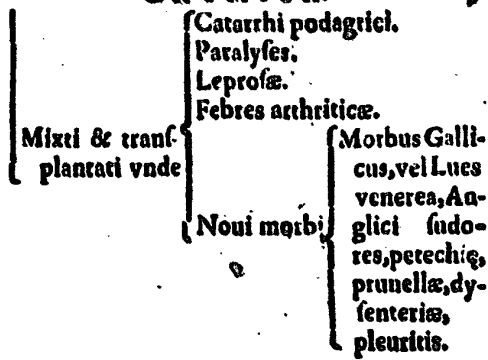 Catarrhi podagrici.
Paralyſes.
Leproſæ.
Febres arthriticæ.
Mixti & tranſ-
plantati vnde
Morbus Galli-
cus, vel Lues
venerea, An-
Noui morbi
glici ſudo-
res, petechię,
prunellæ, dy-
ſenteriæ,
pleuritis.